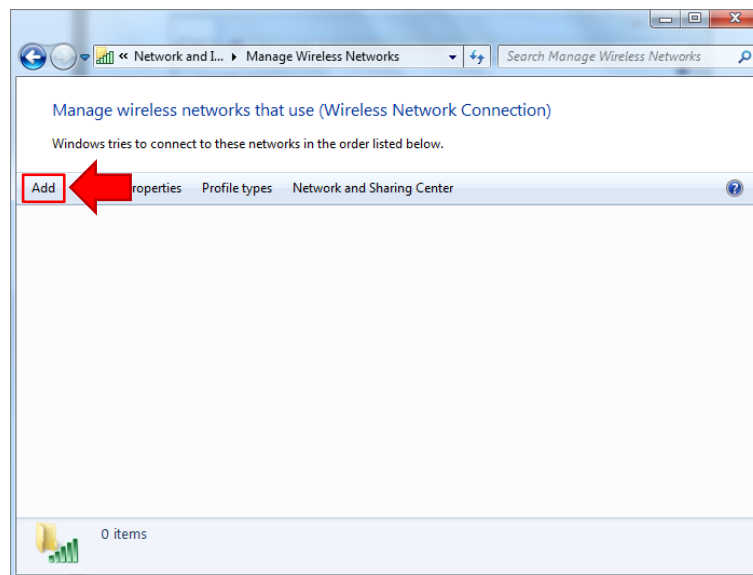 « Network and I... ▸ Manage Wireless Networks
Search Manage Wireless Networks
Manage wireless networks that use (Wireless Network Connection)
Windows tries to connect to these networks in the order listed below.
Add roperties Profile types Network and Sharing Center
0 items